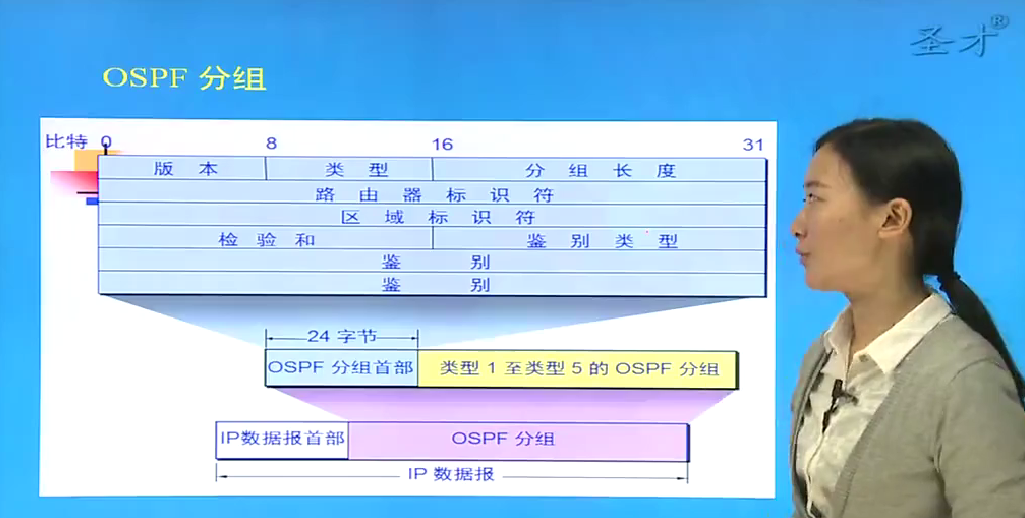 圣才®
OSPF 分组
比特 0 8 16 31
版 本 类 型 分 组 长 度
路 由 器 标 识 符
区 域 标 识 符
检 验 和 鉴 别 类 型
鉴 别
鉴 别
24 字节
OSPF 分组首部 类型 1 至类型 5 的 OSPF 分组
IP数据报首部 OSPF 分组
IP 数据报